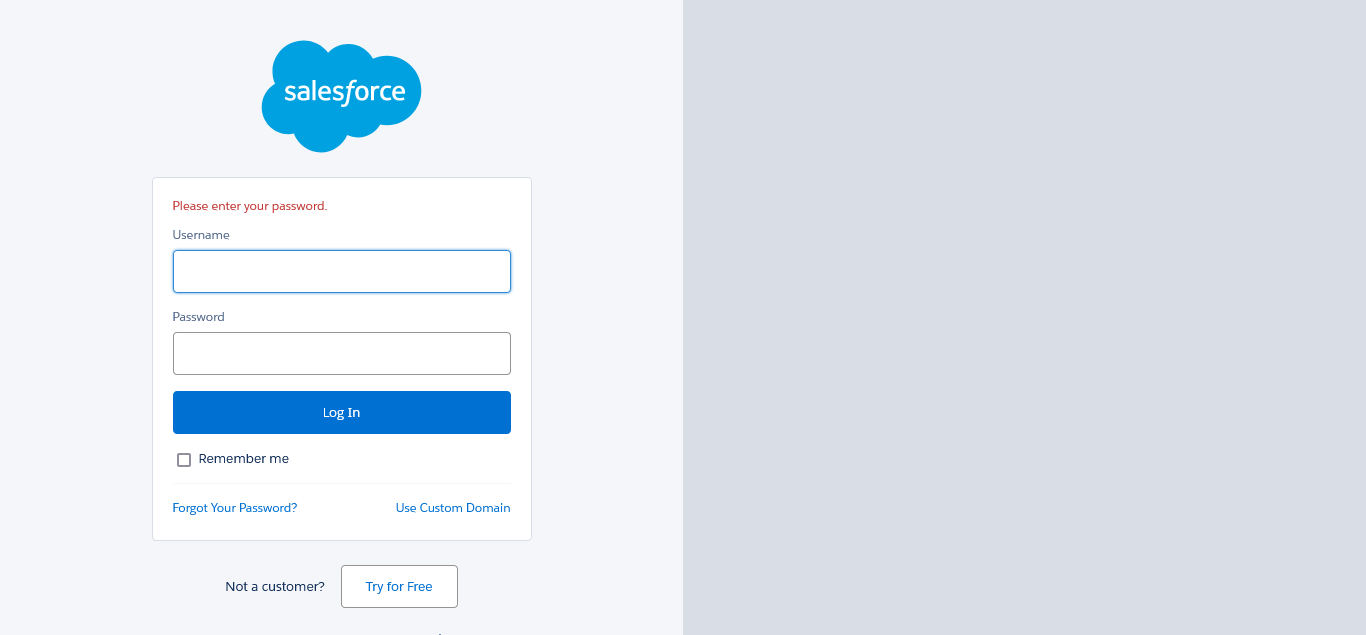 salesforce
Please enter your password.
Username
Password
Log In
Remember me
Forgot Your Password? Use Custom Domain
Not a customer? Try for Free